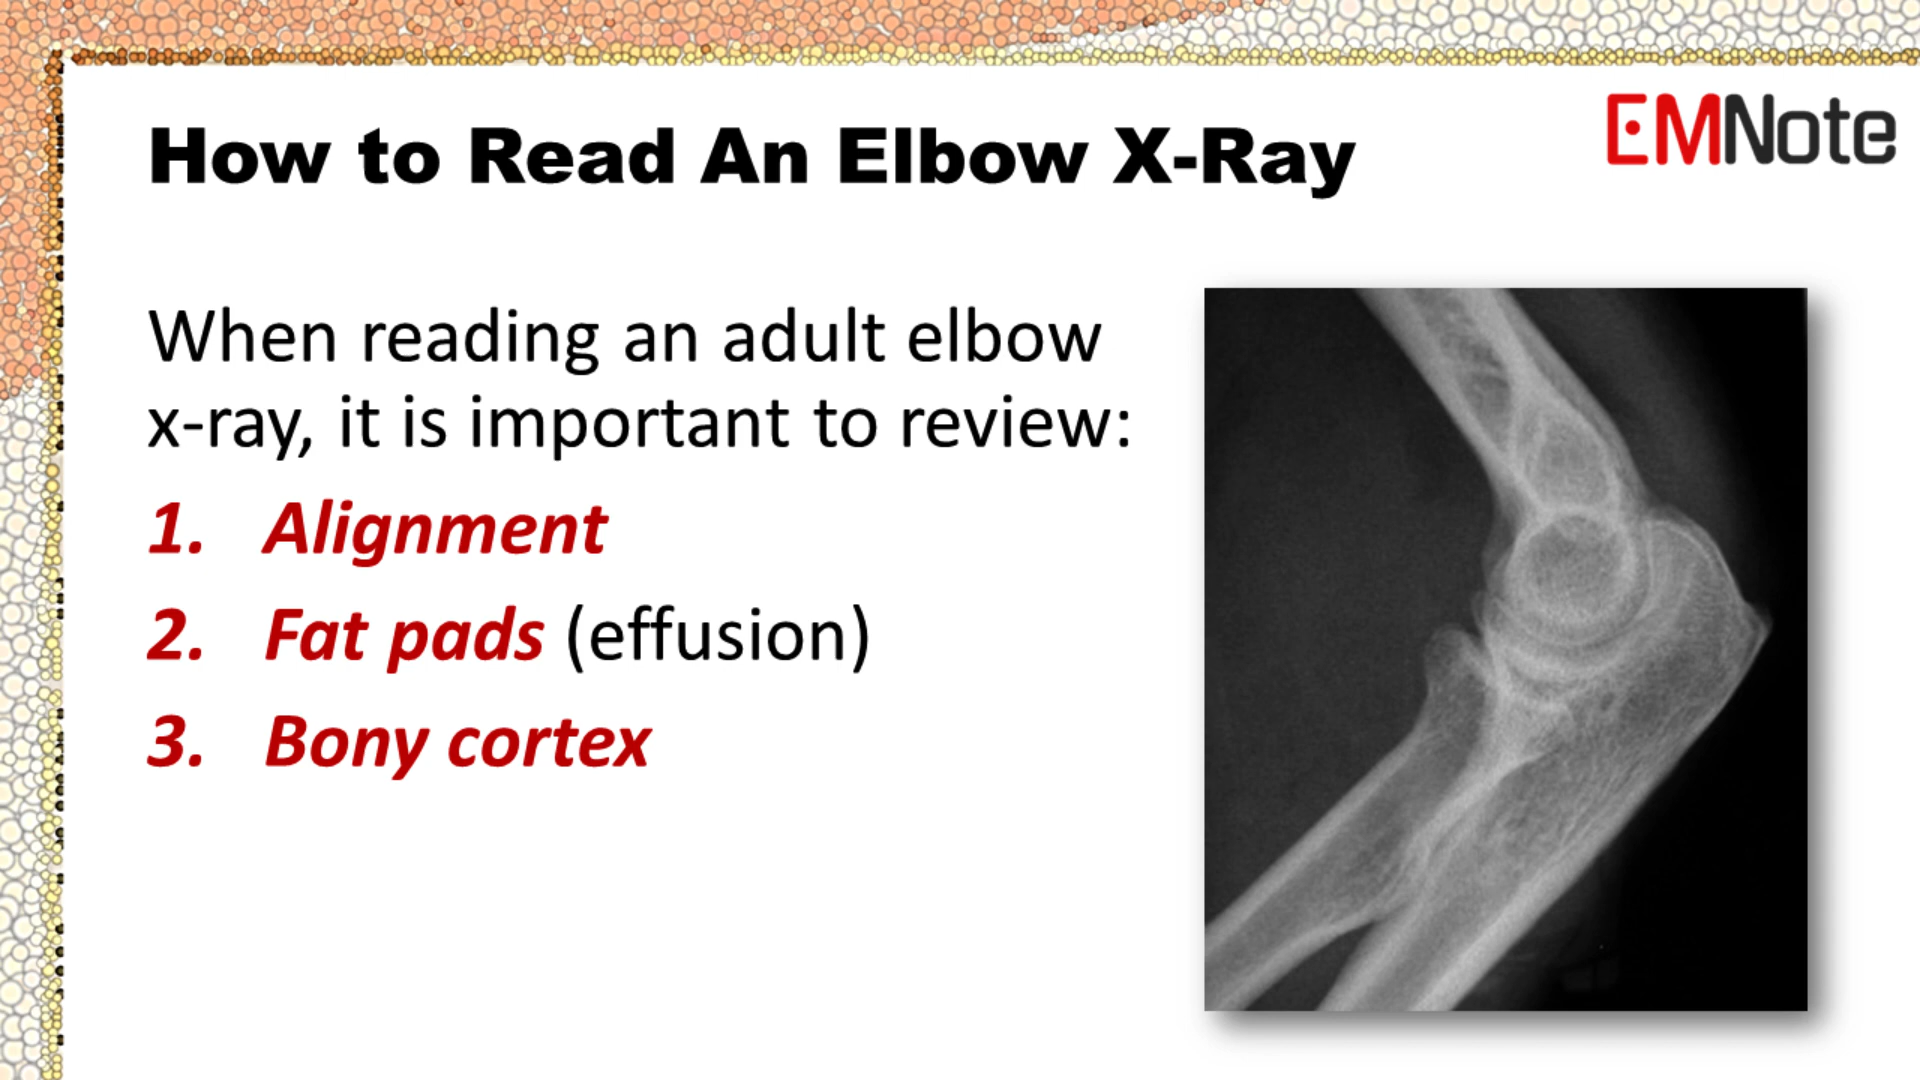 How to Read An Elbow X-Ray
EMNote
When reading an adult elbow
x-ray, it is important to review:
1. Alignment
2. Fat pads (effusion)
3. Bony cortex